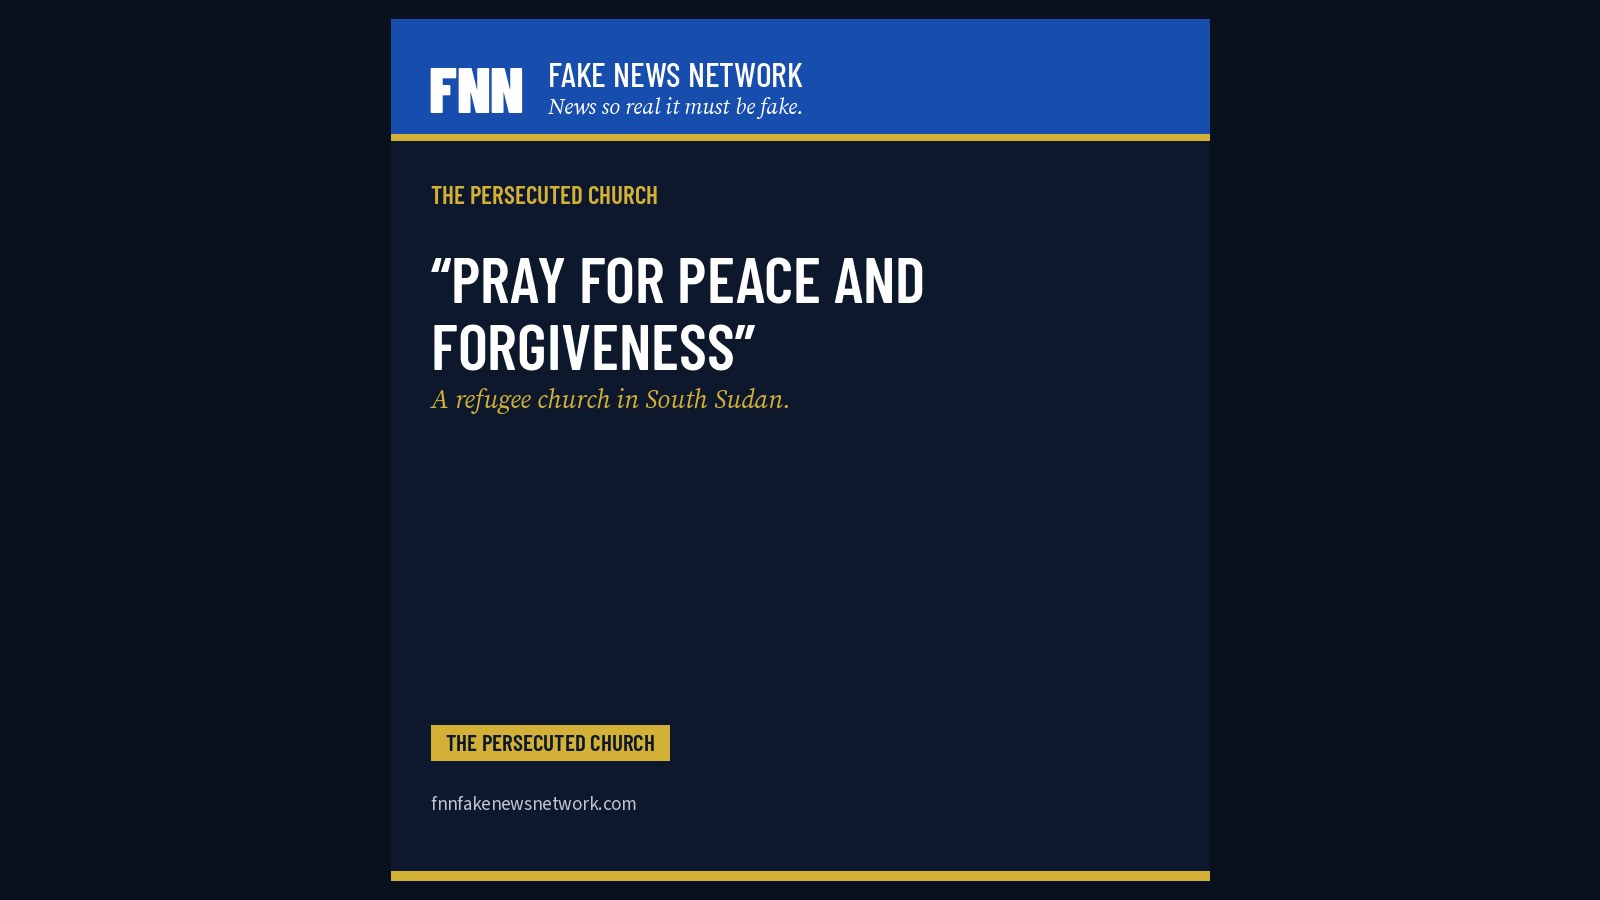 FNN
FAKE NEWS NETWORK
News so real it must be fake.
THE PERSECUTED CHURCH
“PRAY FOR PEACE AND
FORGIVENESS”
A refugee church in South Sudan.
THE PERSECUTED CHURCH
fnnfakenewsnetwork.com